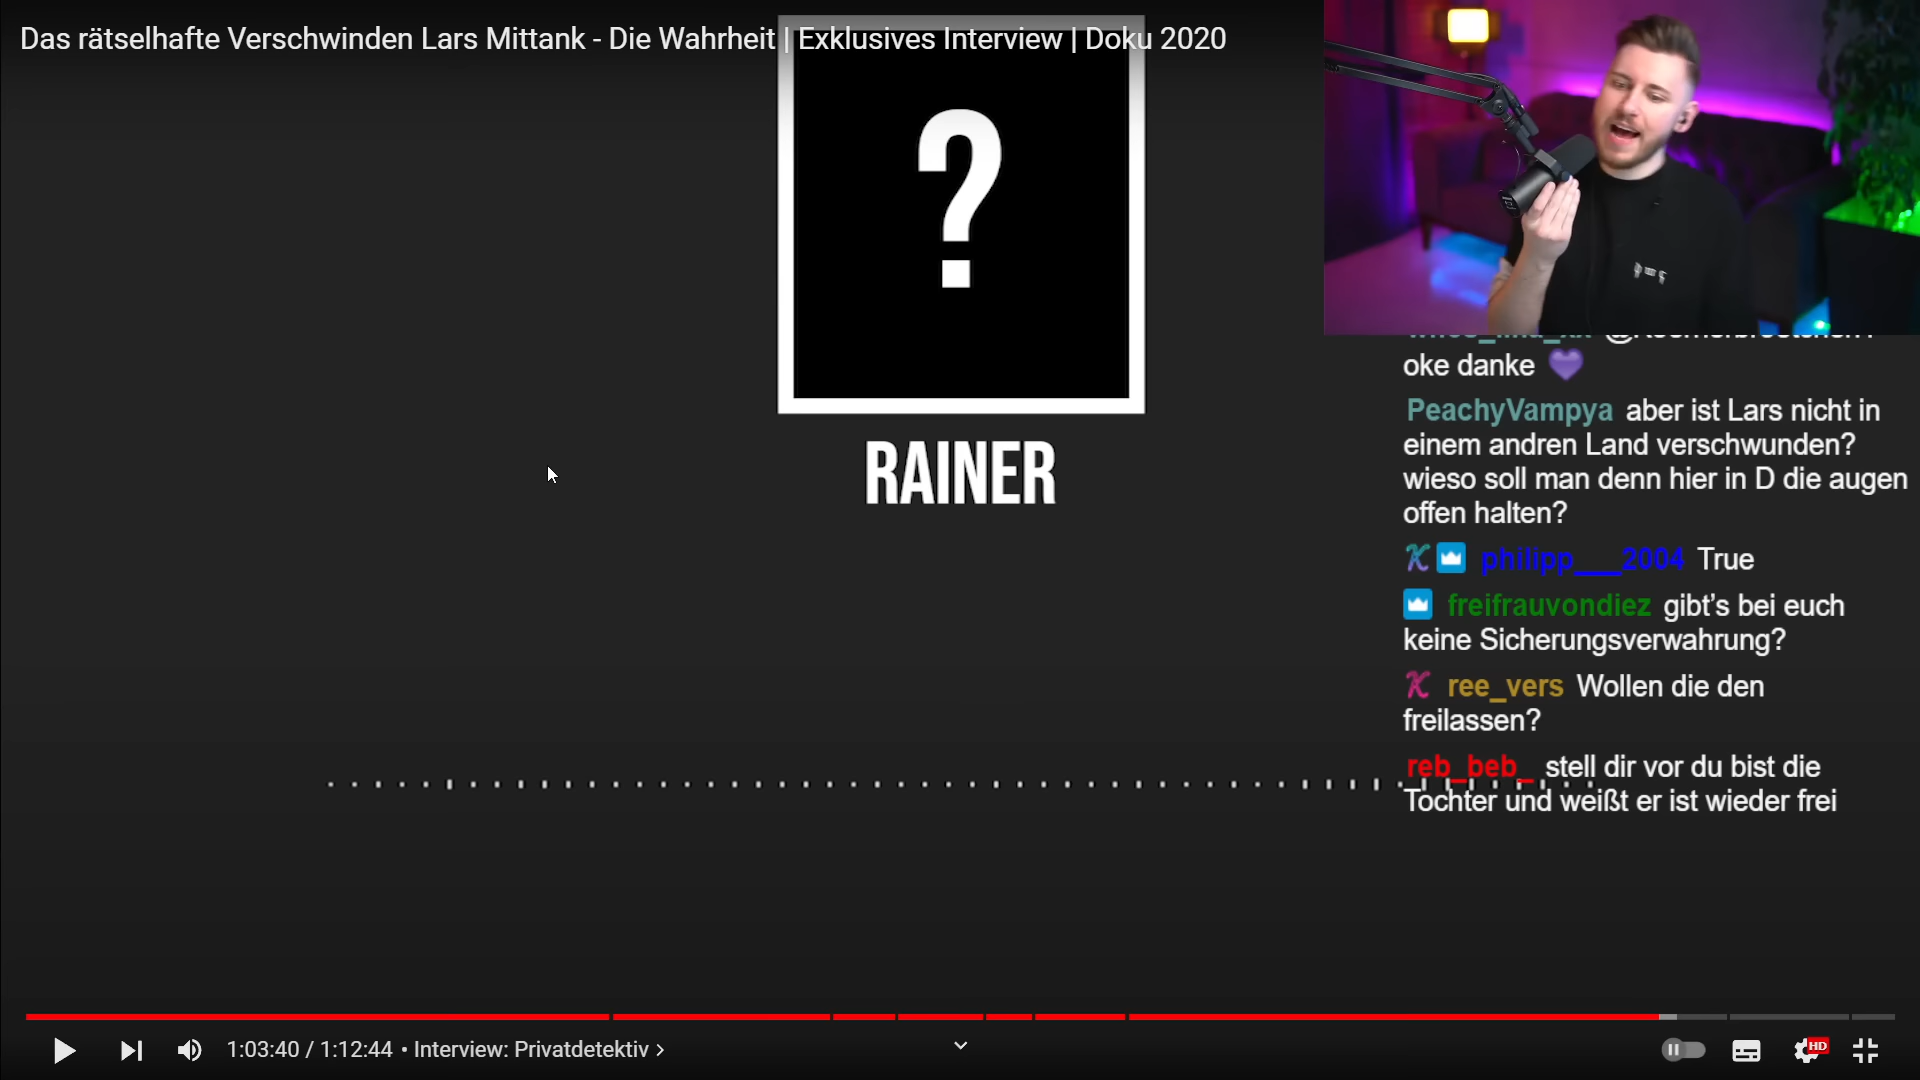 Das rätselhafte Verschwinden Lars Mittank - Die Wahrheit | Exklusives Interview | Doku 2020
?
RAINER
oke danke 💜
PeachyVampya aber ist Lars nicht in
einem andren Land verschwunden?
wieso soll man denn hier in D die augen
offen halten?
philipp___2004 True
freifrauvondiez gibt's bei euch
keine Sicherungsverwahrung?
ree_vers Wollen die den
freilassen?
reb_beb_ stell dir vor du bist die
Tochter und weißt er ist wieder frei
1:03:40 / 1:12:44 • Interview: Privatdetektiv >
HD